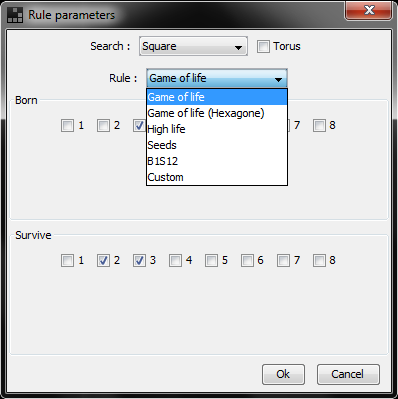 Rule parameters
Search : Square Torus
Rule : Game of life
Game of life
Game of life (Hexagone)
High life
Seeds
B1S12
Custom
Born
1 2 7 8
Survive
1 2 3 4 5 6 7 8
Ok Cancel